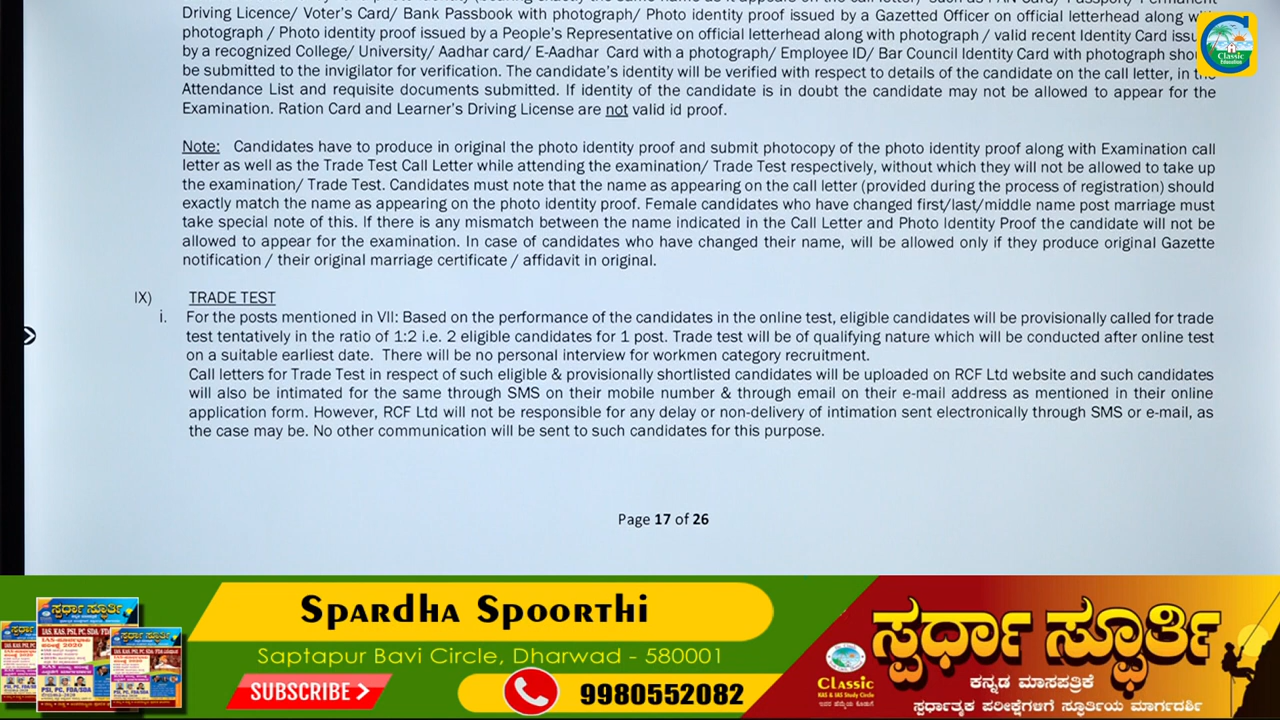 Driving Licence/ Voter's Card/ Bank Passbook with photograph/ Photo identity proof issued by a Gazetted Officer on official letterhead along with
photograph / Photo identity proof issued by a People's Representative on official letterhead along with photograph / valid recent Identity Card issu
by a recognized College/ University/ Aadhar card/ E-Aadhar Card with a photograph/ Employee ID/ Bar Council Identity Card with photograph shou
be submitted to the invigilator for verification. The candidate's identity will be verified with respect to details of the candidate on the call letter, in the
Attendance List and requisite documents submitted. If identity of the candidate is in doubt the candidate may not be allowed to appear for the
Examination. Ration Card and Learner's Driving License are not valid id proof.
Note: Candidates have to produce in original the photo identity proof and submit photocopy of the photo identity proof along with Examination call
letter as well as the Trade Test Call Letter while attending the examination/ Trade Test respectively, without which they will not be allowed to take up
the examination/ Trade Test. Candidates must note that the name as appearing on the call letter (provided during the process of registration) should
exactly match the name as appearing on the photo identity proof. Female candidates who have changed first/last/middle name post marriage must
take special note of this. If there is any mismatch between the name indicated in the Call Letter and Photo Identity Proof the candidate will not be
allowed to appear for the examination. In case of candidates who have changed their name, will be allowed only if they produce original Gazette
notification / their original marriage certificate / affidavit in original.
IX) TRADE TEST
i. For the posts mentioned in VII: Based on the performance of the candidates in the online test, eligible candidates will be provisionally called for trade
test tentatively in the ratio of 1:2 i.e. 2 eligible candidates for 1 post. Trade test will be of qualifying nature which will be conducted after online test
on a suitable earliest date. There will be no personal interview for workmen category recruitment.
Call letters for Trade Test in respect of such eligible & provisionally shortlisted candidates will be uploaded on RCF Ltd website and such candidates
will also be intimated for the same through SMS on their mobile number & through email on their e-mail address as mentioned in their online
application form. However, RCF Ltd will not be responsible for any delay or non-delivery of intimation sent electronically through SMS or e-mail, as
the case may be. No other communication will be sent to such candidates for this purpose.
Page 17 of 26
Classic
Education
Spardha Spoorthi
Saptapur Bavi Circle, Dharwad - 580001
SUBSCRIBE
9980552082
ಸ್ಪರ್ಧಾ ಸ್ಪೂರ್ತಿ
ಕನ್ನಡ ಮಾಸಪತ್ರಿಕೆ
ಸ್ಪರ್ಧಾತ್ಮಕ ಪರೀಕ್ಷೆಗಳಿಗೆ ಸ್ಫೂರ್ತಿಯ ಮಾರ್ಗದರ್ಶಿ
Classic
KAS & IAS Study Circle